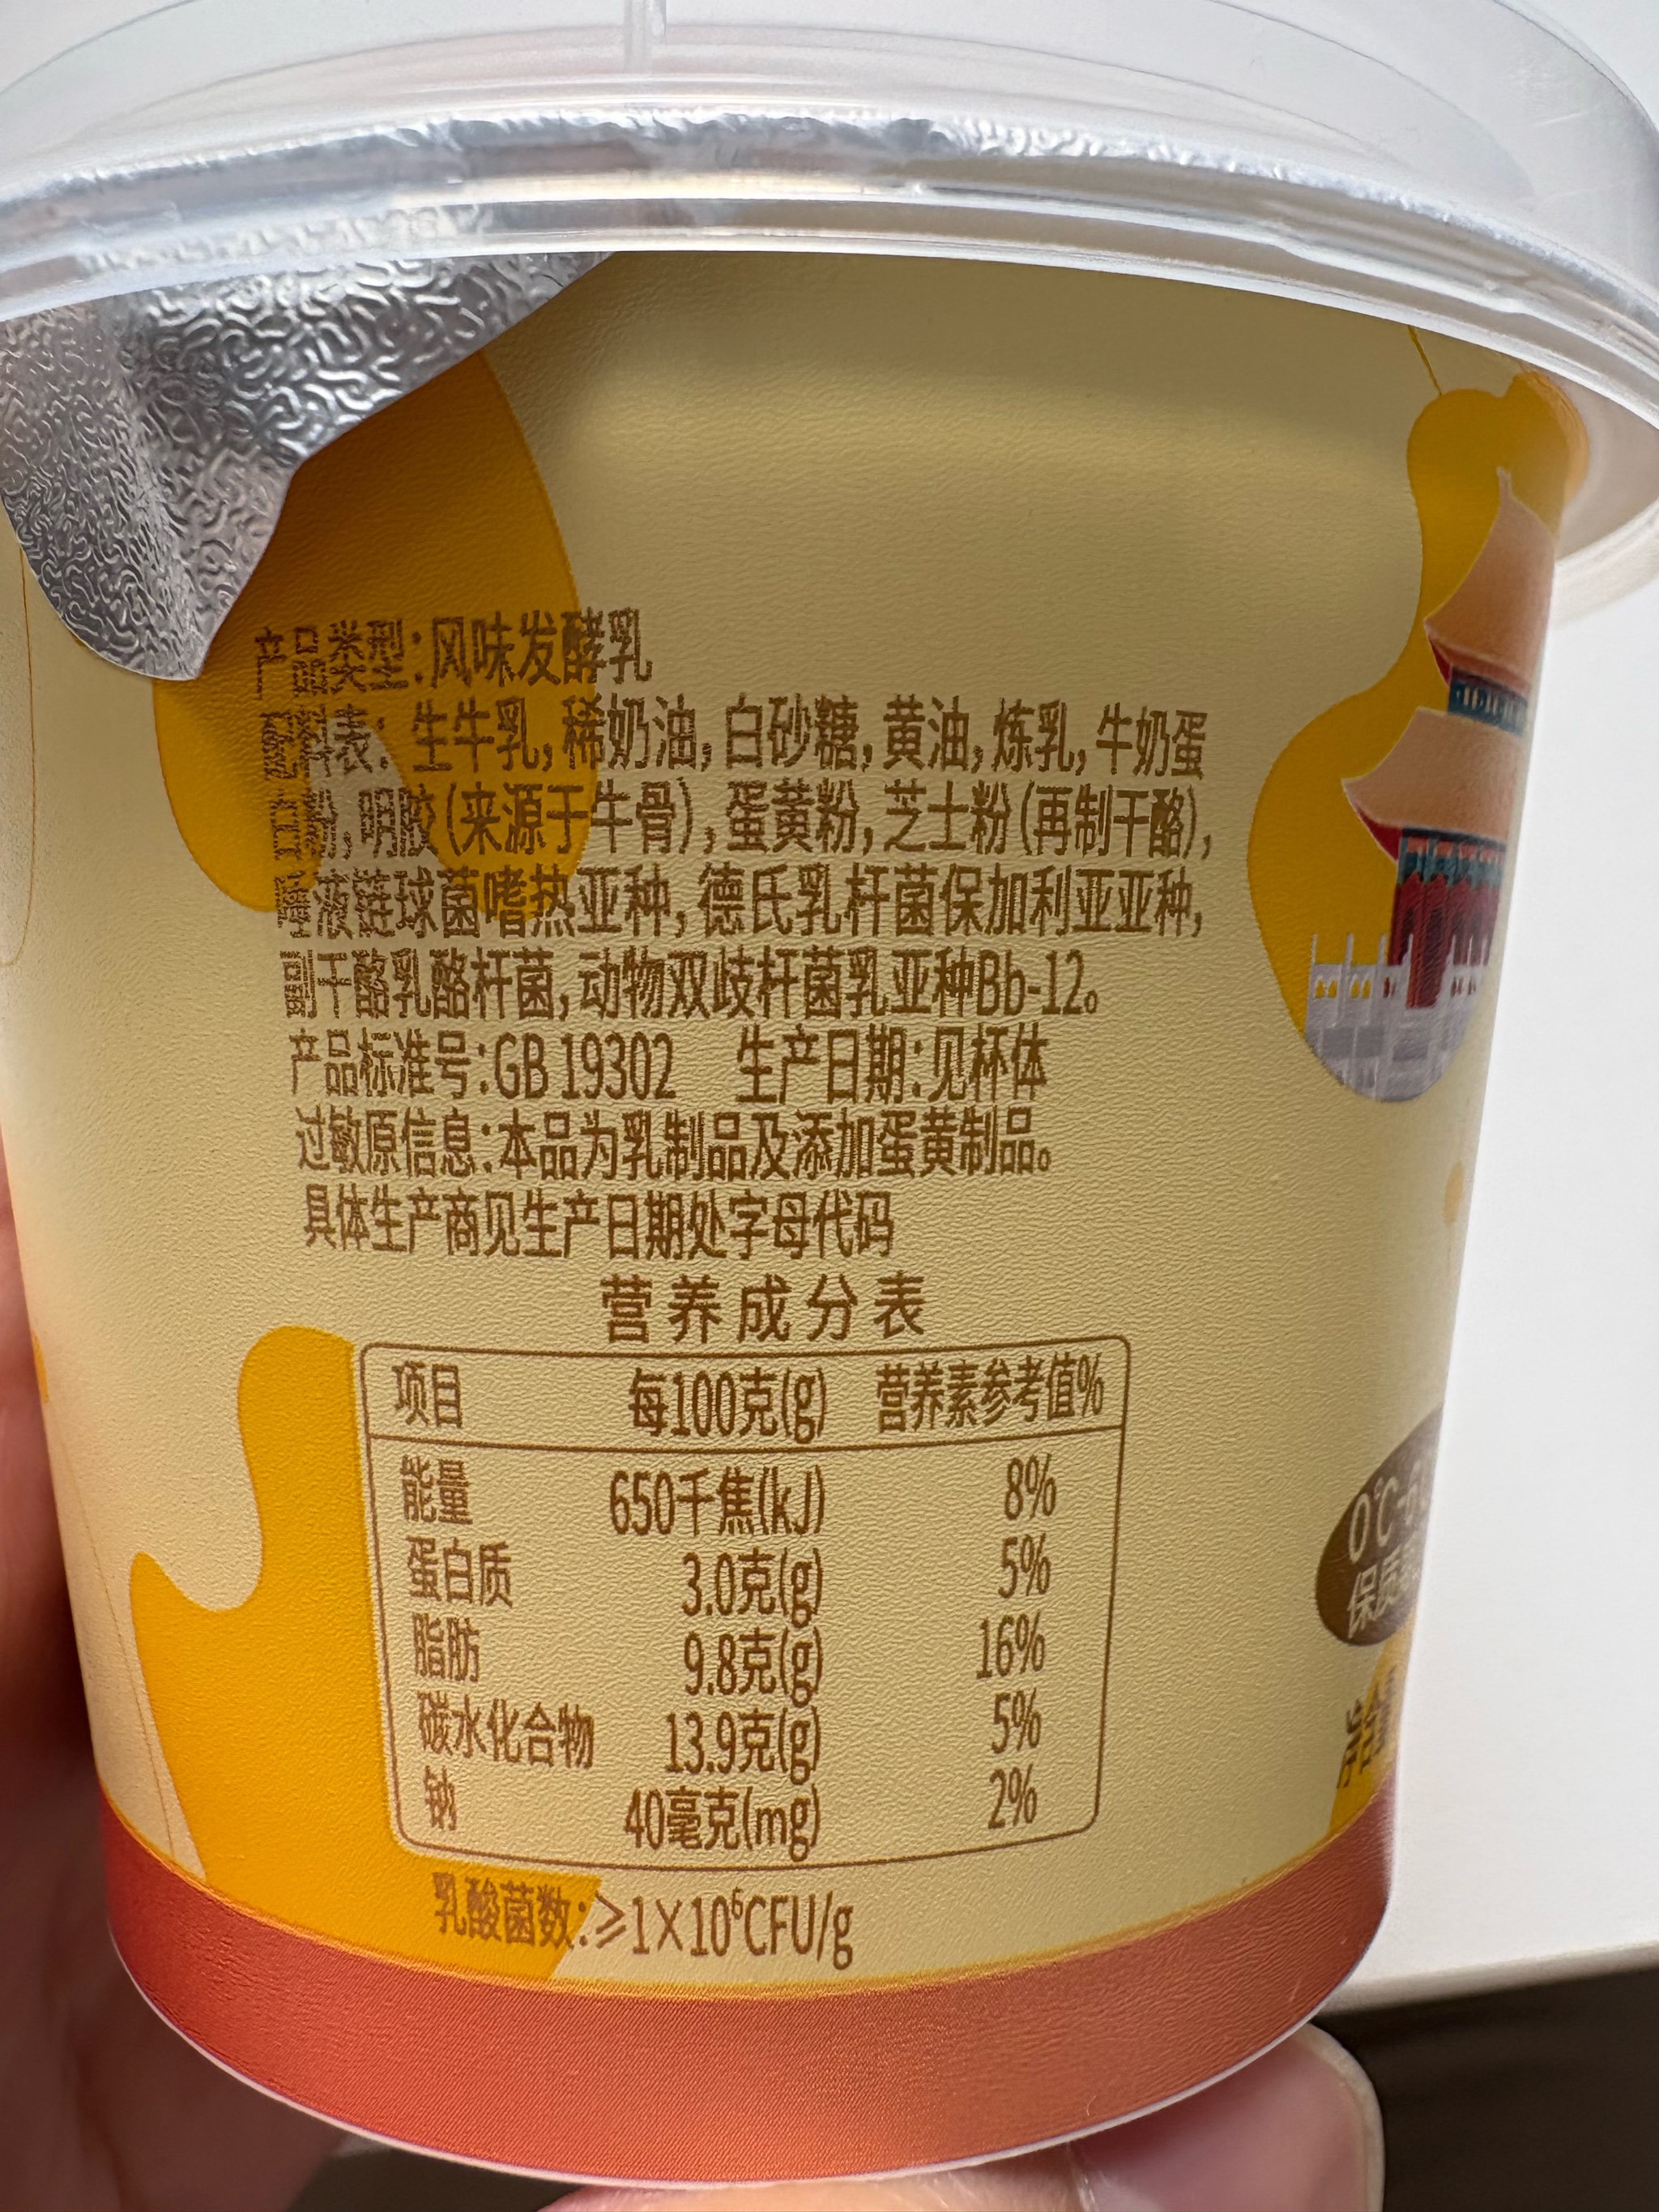 产品类型:风味发酵乳
配料表: 生牛乳,稀奶油,白砂糖,黄油,炼乳,牛奶蛋
白粉,明胶(来源于牛骨),蛋黄粉,芝士粉(再制干酪),
唾液链球菌嗜热亚种,德氏乳杆菌保加利亚亚种,
副干酪乳酪杆菌,动物双歧杆菌乳亚种Bb-12。
产品标准号:GB 19302 生产日期:见杯体
过敏原信息:本品为乳制品及添加蛋黄制品。
具体生产商见生产日期处字母代码
营养成分表
项目 每100克(g) 营养素参考值%
能量 650千焦(kJ) 8%
蛋白质 3.0克(g) 5%
脂肪 9.8克(g) 16%
碳水化合物 13.9克(g) 5%
钠 40毫克(mg) 2%
乳酸菌数:≥1X10⁶CFU/g
0℃-
保质